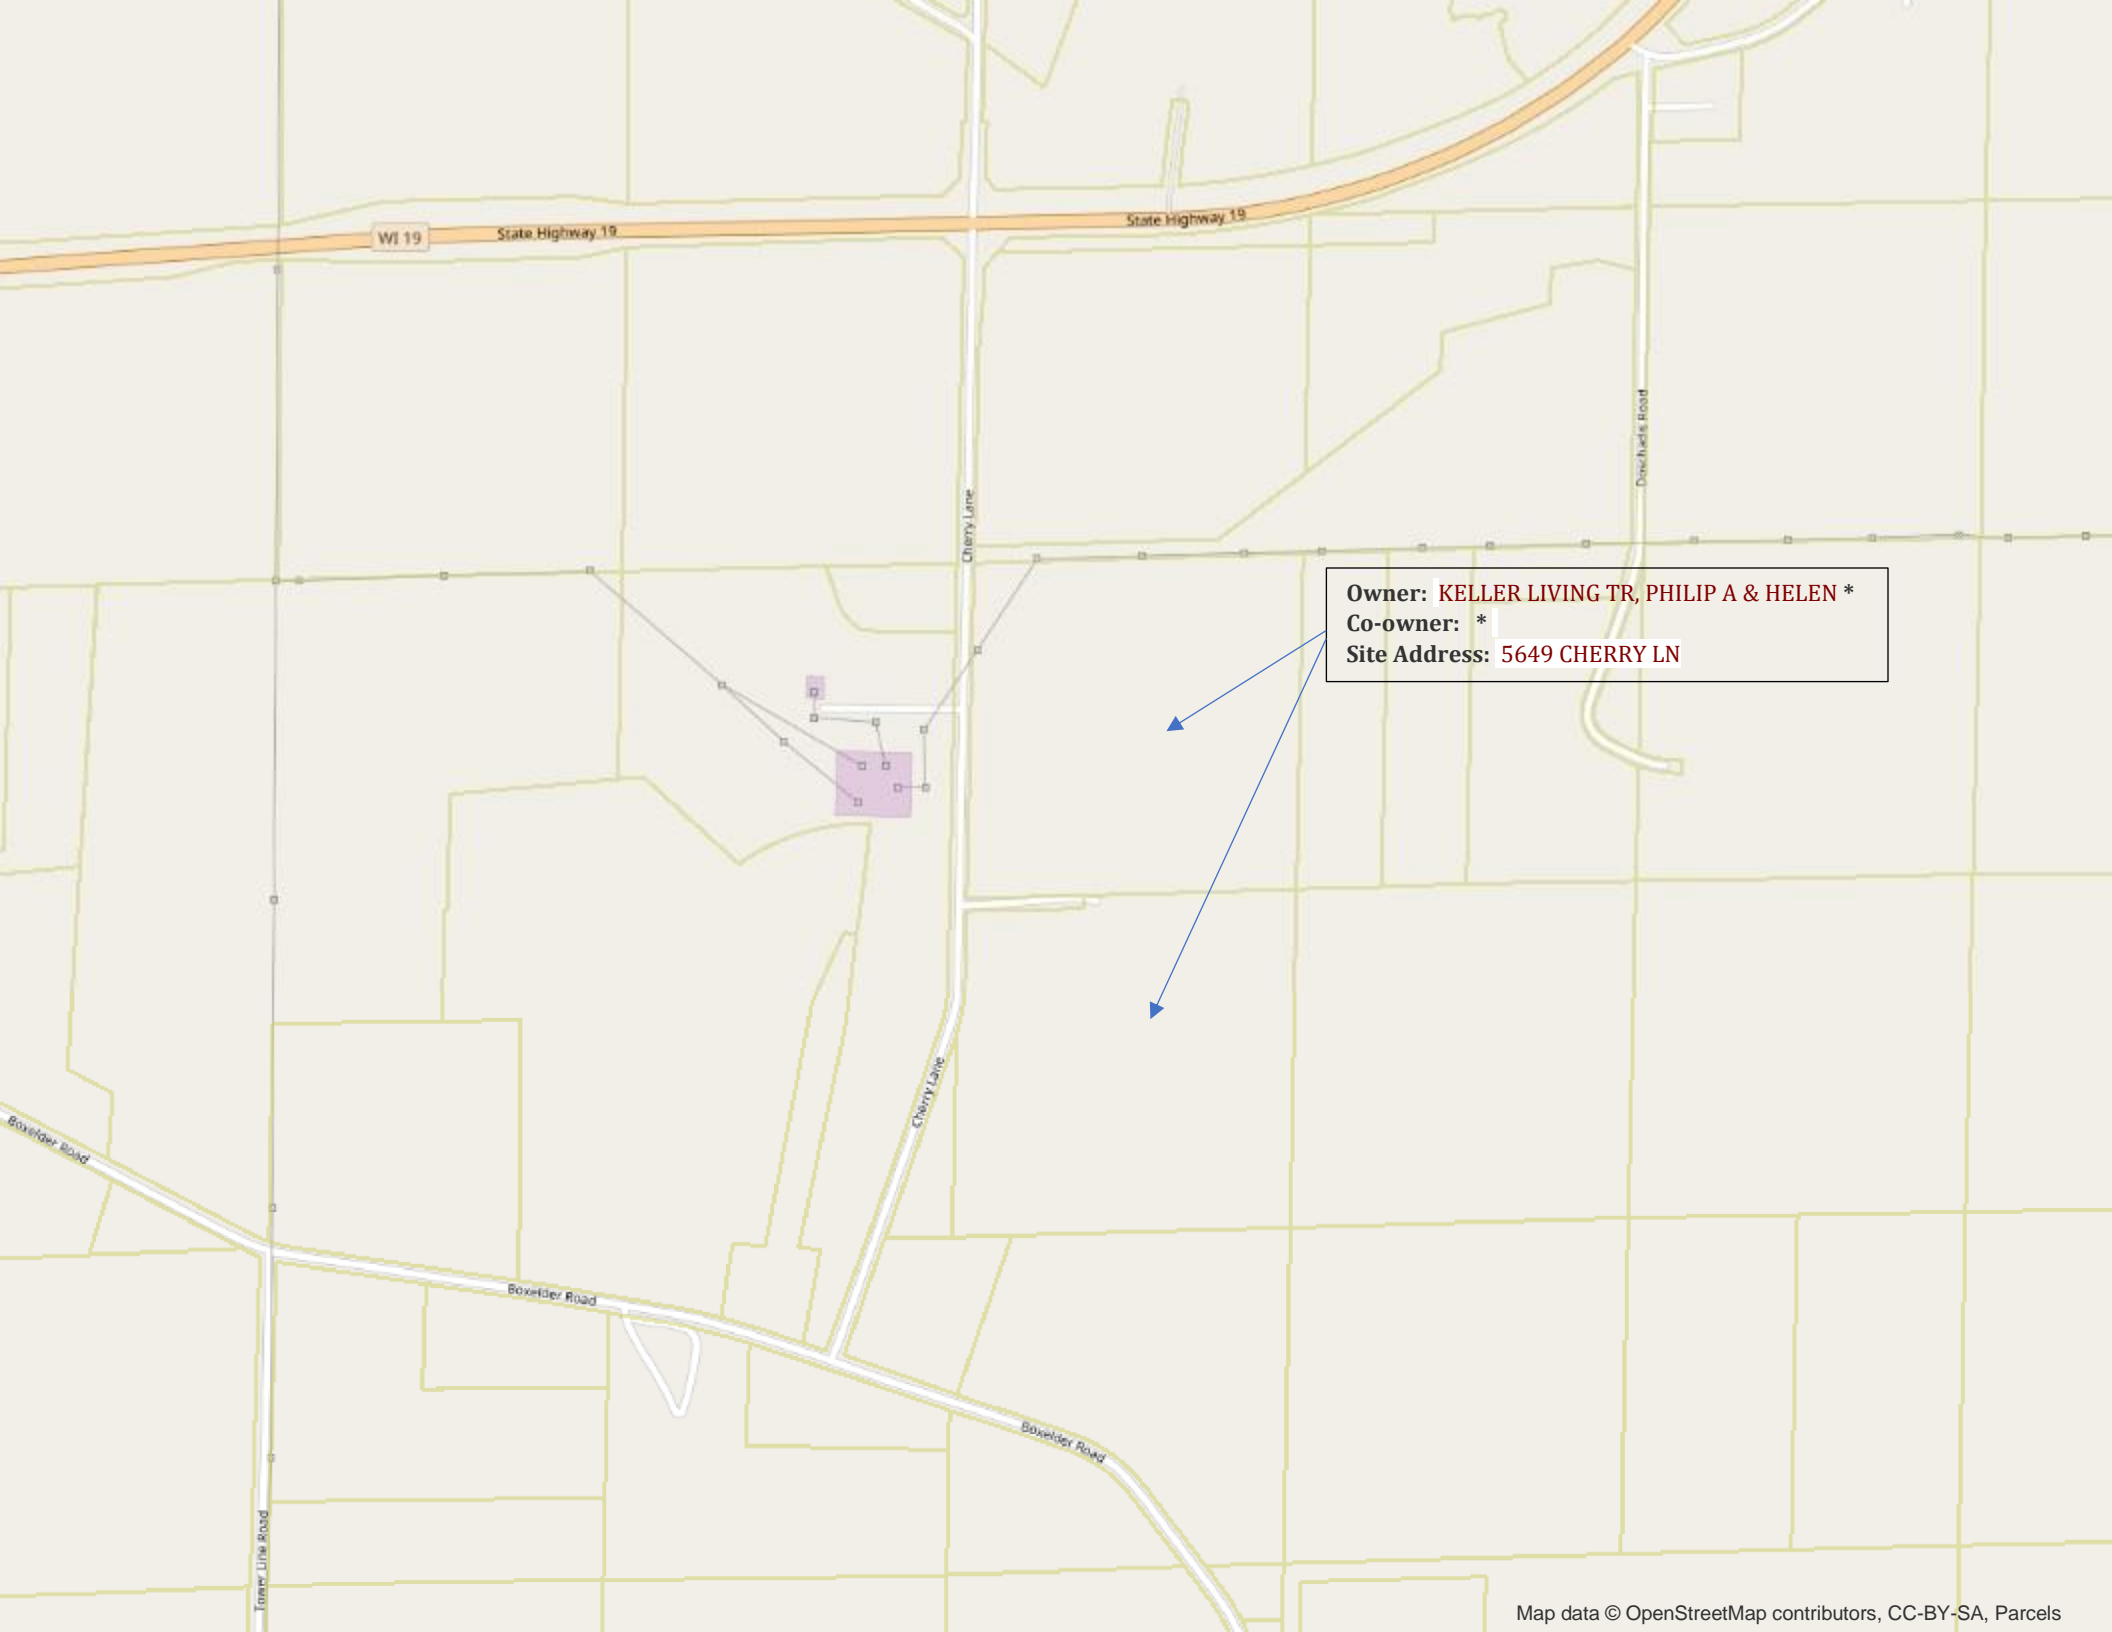 WI 19
State Highway 19
State Highway 19
Cherry Lane
Owner: KELLER LIVING TR, PHILIP A & HELEN *
Co-owner: *
Site Address: 5649 CHERRY LN
Cherry Lane
Boxelder Road
Boxelder Road
Boxelder Road
Tower Line Road
Map data © OpenStreetMap contributors, CC-BY-SA, Parcels